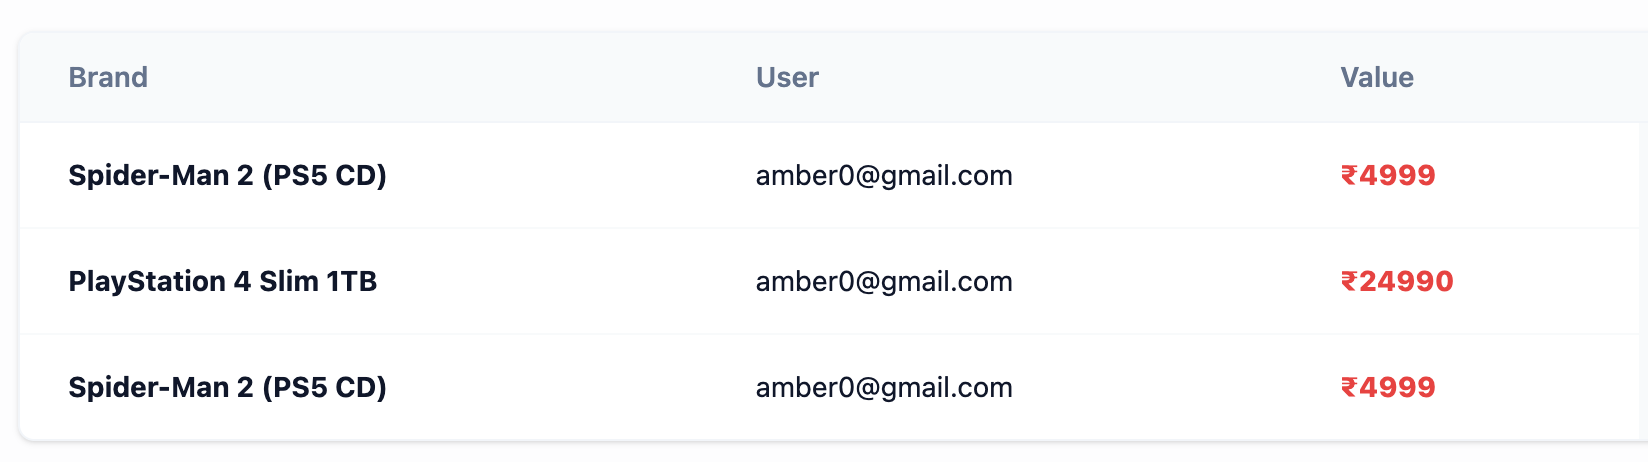 Brand User Value
Spider-Man 2 (PS5 CD) amber0@gmail.com ₹4999
PlayStation 4 Slim 1TB amber0@gmail.com ₹24990
Spider-Man 2 (PS5 CD) amber0@gmail.com ₹4999